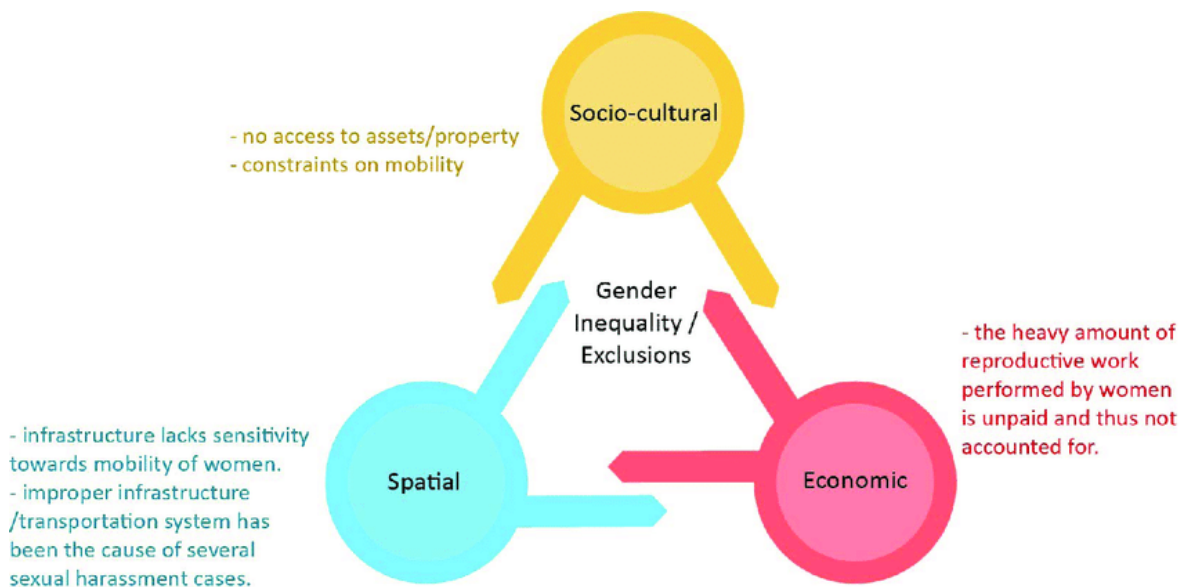 Socio-cultural
- no access to assets/property
- constraints on mobility
Gender
Inequality /
Exclusions
- the heavy amount of
reproductive work
performed by women
is unpaid and thus not
accounted for.
- infrastructure lacks sensitivity
towards mobility of women.
- improper infrastructure
/transportation system has
been the cause of several
sexual harassment cases.
Spatial
Economic